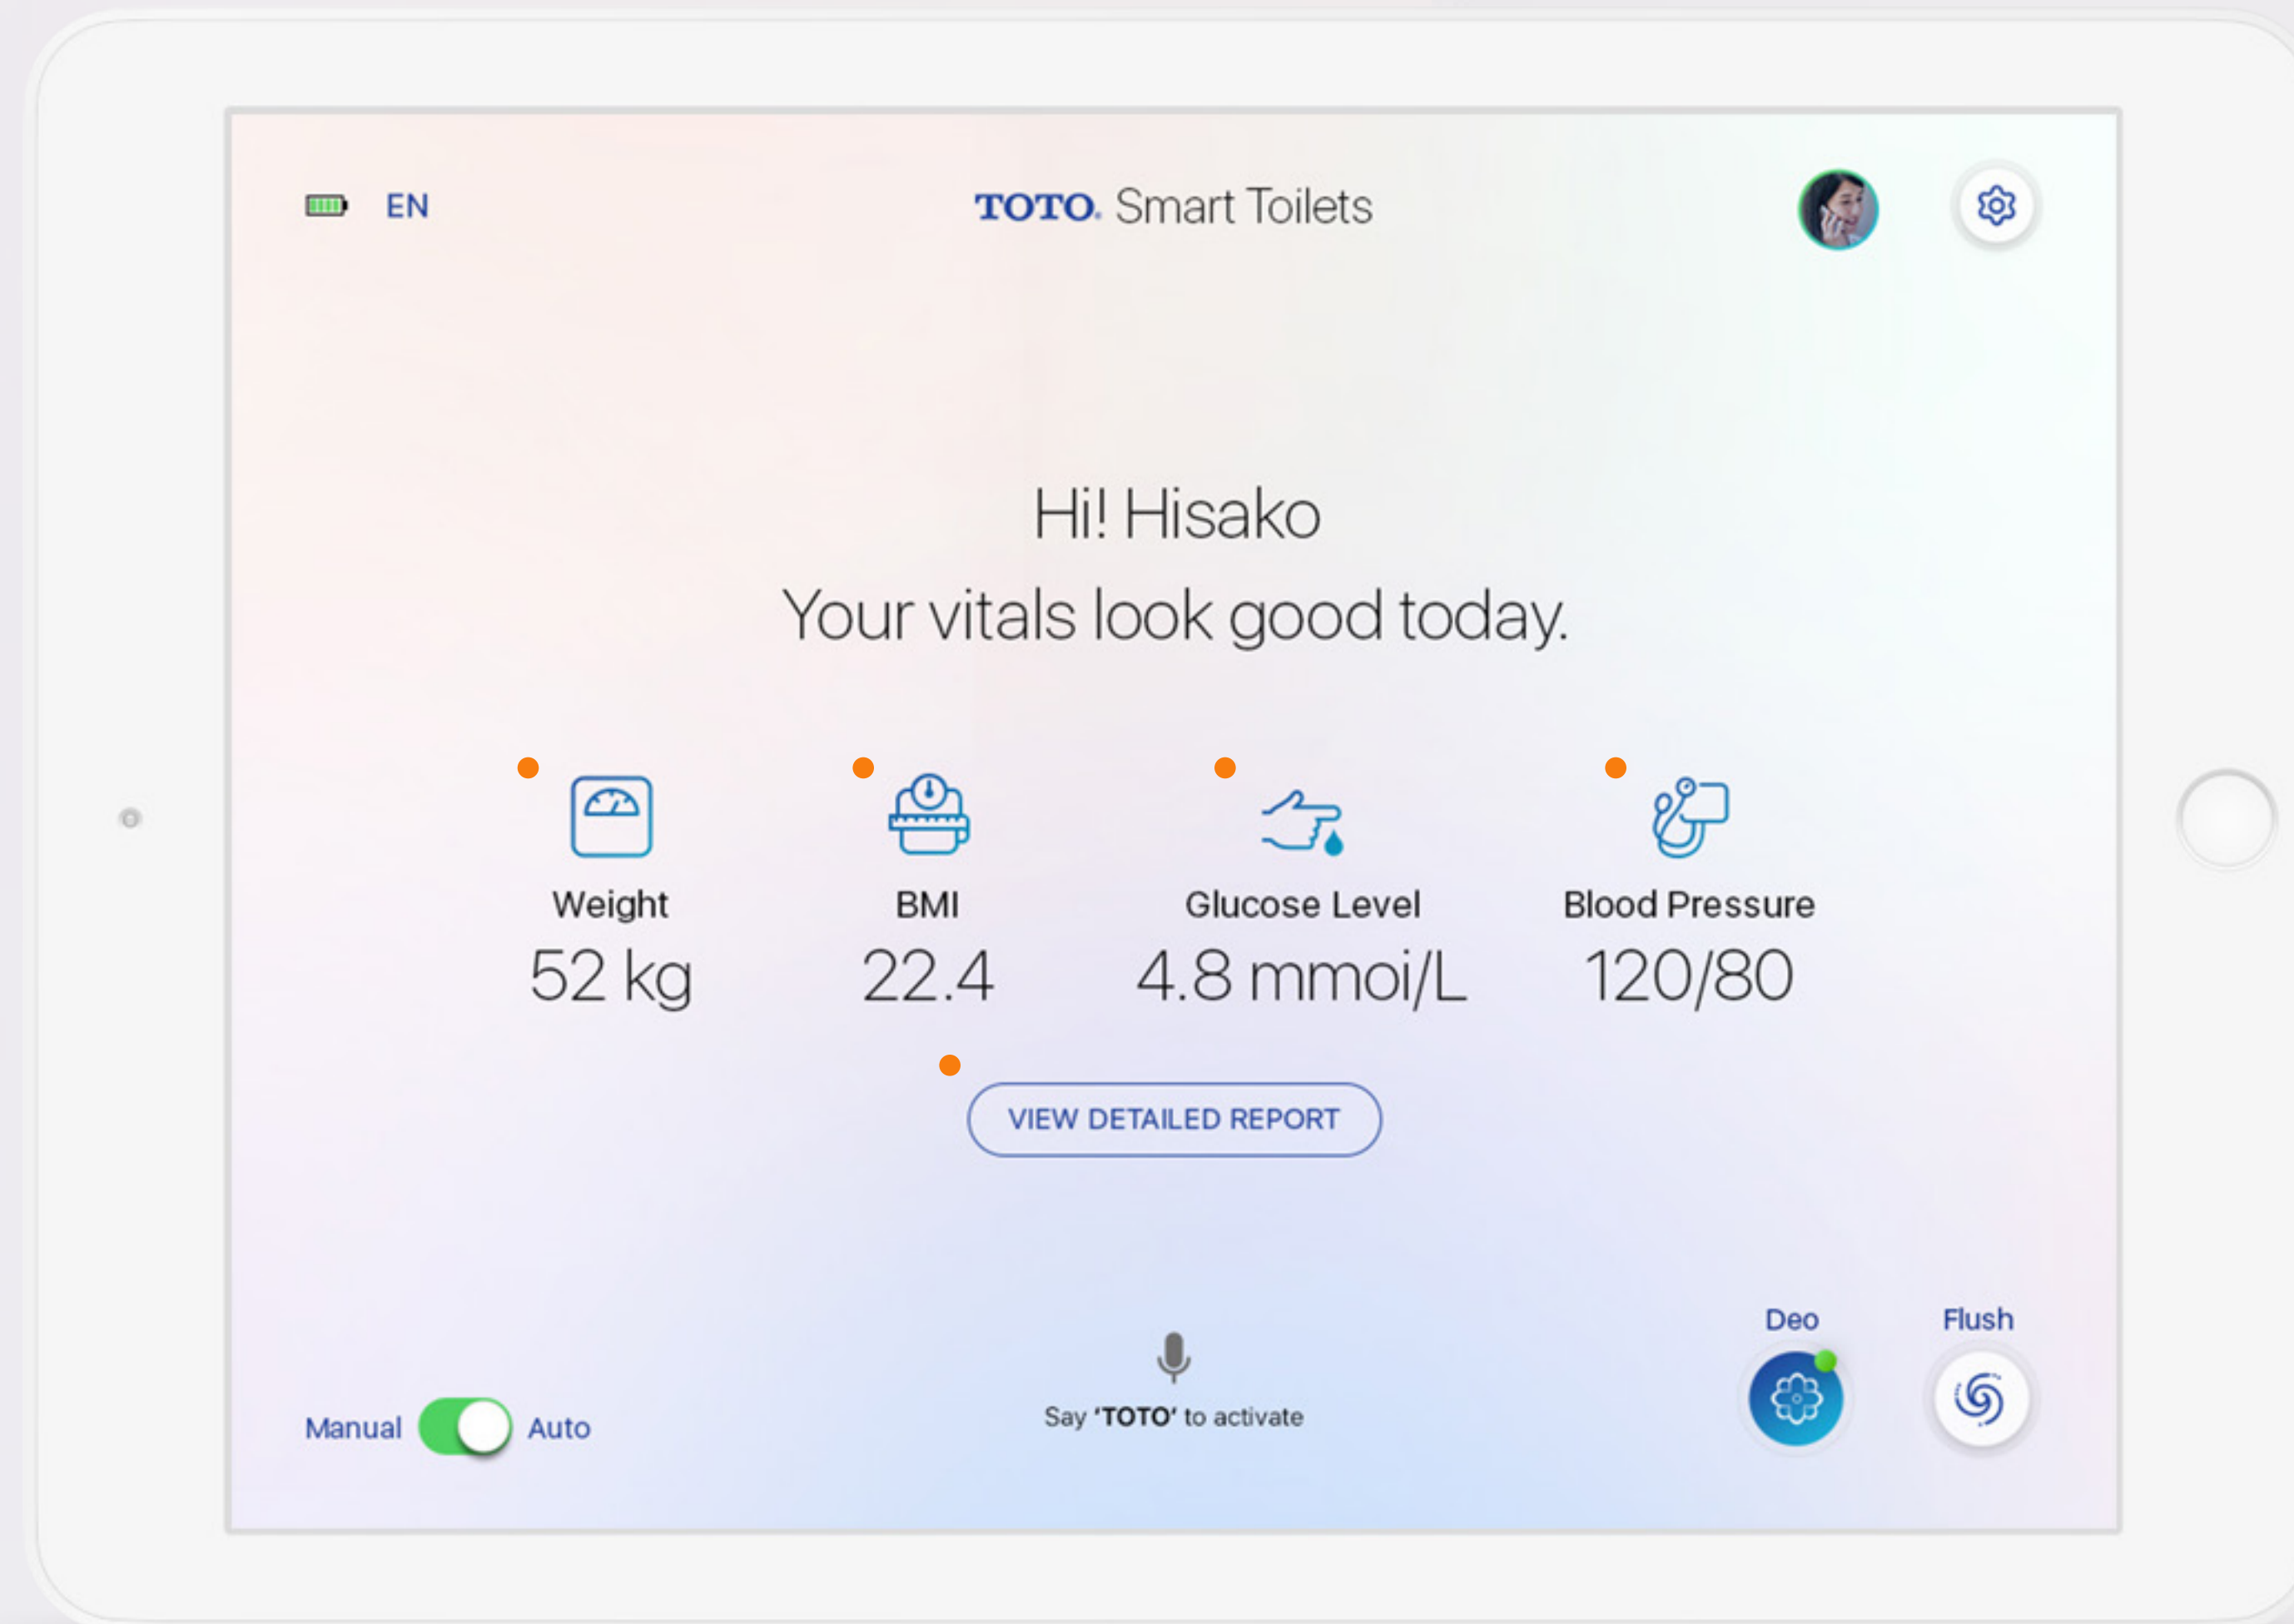 EN
TOTO. Smart Toilets
Hi! Hisako
Your vitals look good today.
Weight
52 kg
BMI
22.4
Glucose Level
4.8 mmoi/L
Blood Pressure
120/80
VIEW DETAILED REPORT
Manual
Auto
Say ‘TOTO’ to activate
Deo
Flush